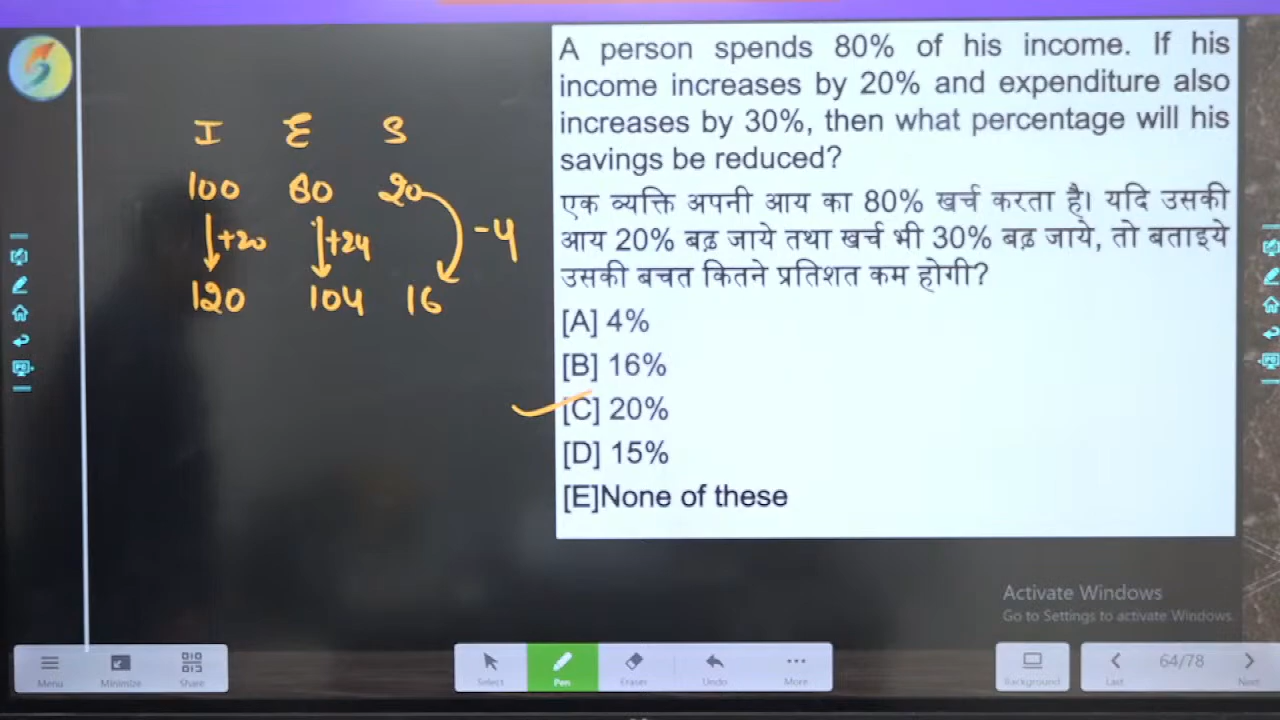 I E S
100 80 20
-4
+20 +24
120 104 16
A person spends 80% of his income. If his
income increases by 20% and expenditure also
increases by 30%, then what percentage will his
savings be reduced?
एक व्यक्ति अपनी आय का 80% खर्च करता है। यदि उसकी
आय 20% बढ़ जाये तथा खर्च भी 30% बढ़ जाये, तो बताइये
उसकी बचत कितने प्रतिशत कम होगी?
[A] 4%
[B] 16%
[C] 20%
[D] 15%
[E]None of these
Activate Windows
Go to Settings to activate Windows.
Menu Minimize Share Select Pen Eraser Undo More Background Last 64/78 Next